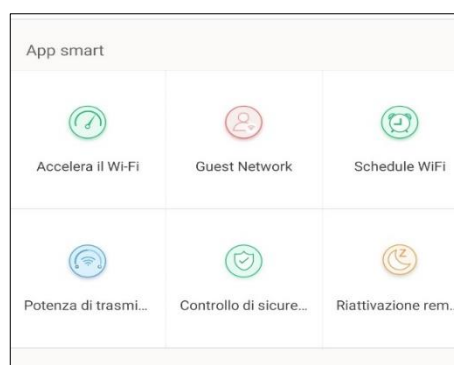 App smart
Accelera il Wi-Fi Guest Network Schedule WiFi
Potenza di trasmi... Controllo di sicure... Riattivazione rem...